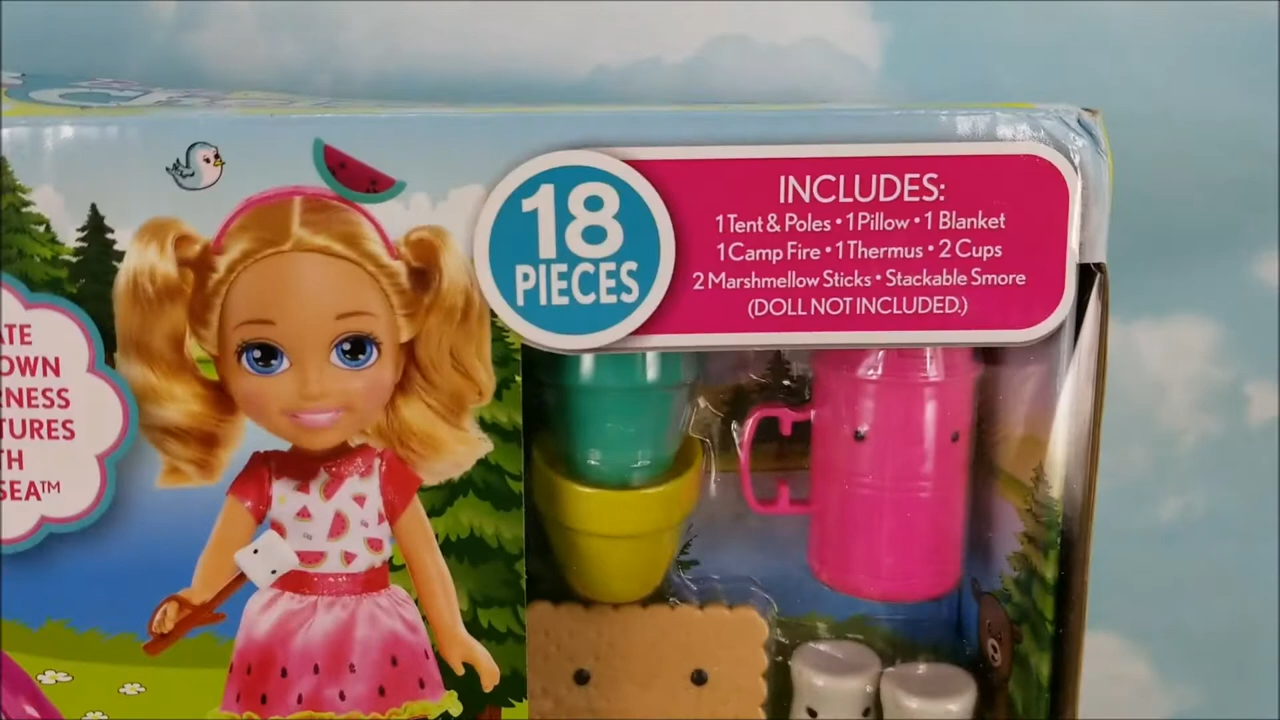 18
PIECES
INCLUDES:
1 Tent & Poles • 1 Pillow • 1 Blanket
1 Camp Fire • 1 Thermus • 2 Cups
2 Marshmellow Sticks • Stackable Smore
(DOLL NOT INCLUDED.)
ATE
OWN
RNESS
TURES
TH
SEA™